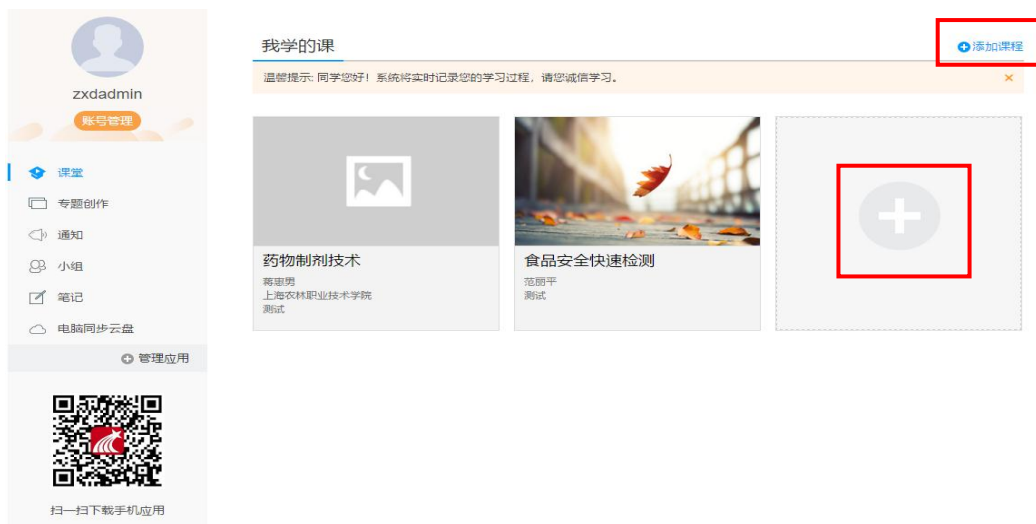 zxdadmin
账号管理
课堂
专题创作
通知
小组
笔记
电脑同步云盘
管理应用
扫一扫下载手机应用
我学的课
添加课程
温馨提示: 同学您好！系统将实时记录您的学习过程，请您诚信学习。
药物制剂技术
蒋思男
上海农林职业技术学院
测试
食品安全快速检测
范丽平
测试